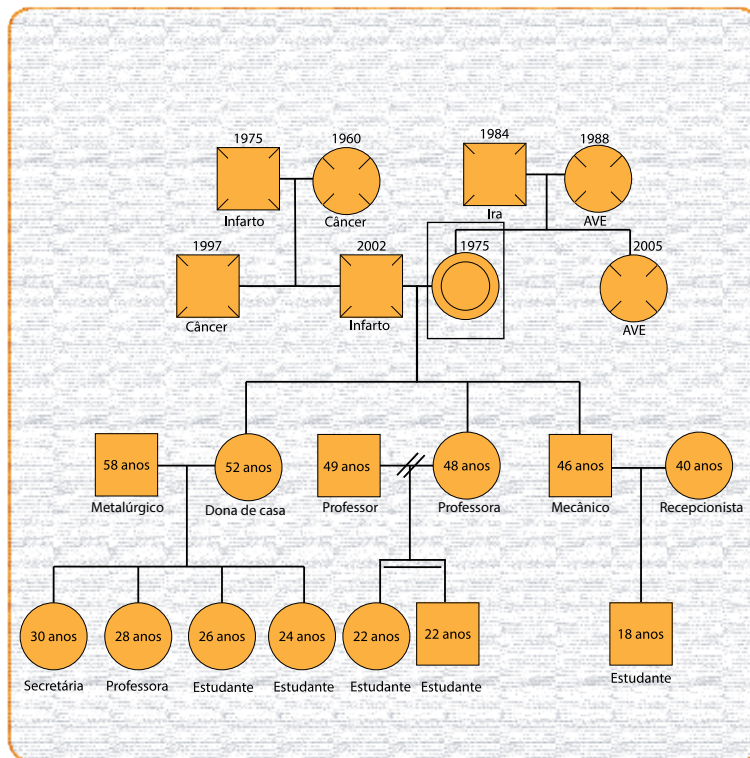 1975
1960
1984
1988
Infarto
Câncer
Ira
AVE
1997
2002
1975
2005
Câncer
Infarto
AVE
58 anos
52 anos
49 anos
48 anos
46 anos
40 anos
Metalúrgico
Dona de casa
Professor
Professora
Mecânico
Recepcionista
30 anos
28 anos
26 anos
24 anos
22 anos
22 anos
18 anos
Secretária
Professora
Estudante
Estudante
Estudante
Estudante
Estudante